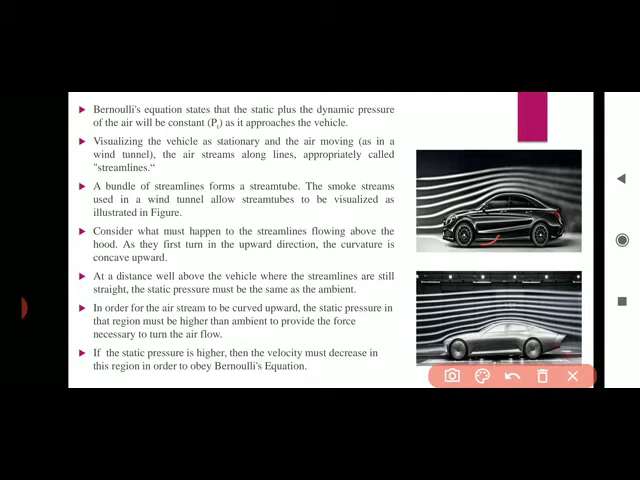 Bernoulli's equation states that the static plus the dynamic pressure
of the air will be constant (Pt) as it approaches the vehicle.
Visualizing the vehicle as stationary and the air moving (as in a
wind tunnel), the air streams along lines, appropriately called
"streamlines.“
A bundle of streamlines forms a streamtube. The smoke streams
used in a wind tunnel allow streamtubes to be visualized as
illustrated in Figure.
Consider what must happen to the streamlines flowing above the
hood. As they first turn in the upward direction, the curvature is
concave upward.
At a distance well above the vehicle where the streamlines are still
straight, the static pressure must be the same as the ambient.
In order for the air stream to be curved upward, the static pressure in
that region must be higher than ambient to provide the force
necessary to turn the air flow.
If the static pressure is higher, then the velocity must decrease in
this region in order to obey Bernoulli's Equation.